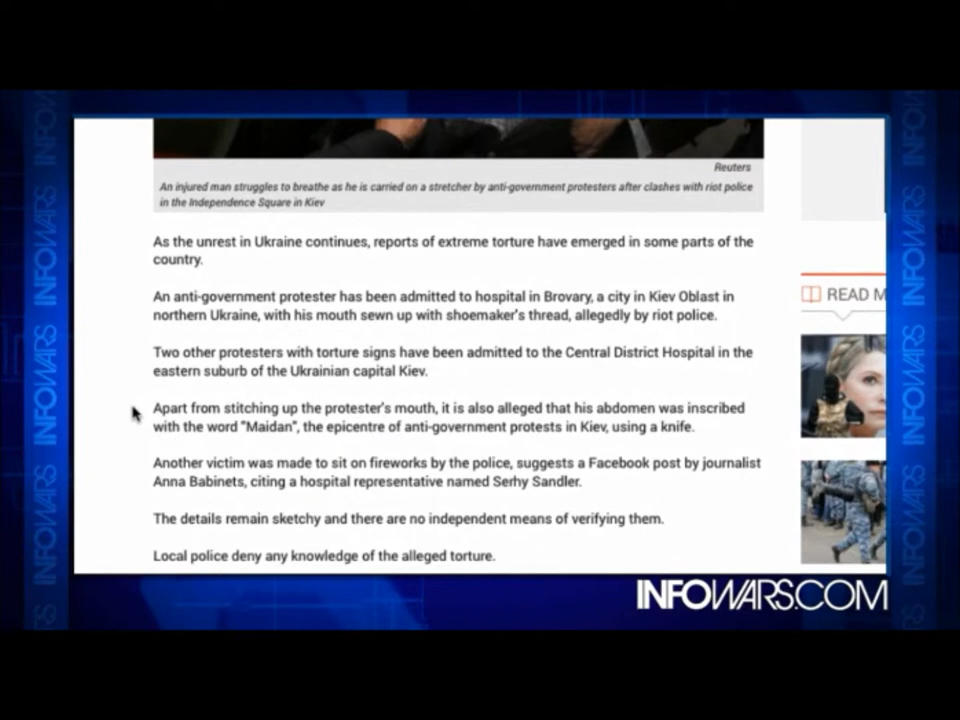 Reuters
An injured man struggles to breathe as he is carried on a stretcher by anti-government protesters after clashes with riot police
in the Independence Square in Kiev
As the unrest in Ukraine continues, reports of extreme torture have emerged in some parts of the
country.
An anti-government protester has been admitted to hospital in Brovary, a city in Kiev Oblast in
northern Ukraine, with his mouth sewn up with shoemaker's thread, allegedly by riot police.
Two other protesters with torture signs have been admitted to the Central District Hospital in the
eastern suburb of the Ukrainian capital Kiev.
Apart from stitching up the protester's mouth, it is also alleged that his abdomen was inscribed
with the word "Maidan", the epicentre of anti-government protests in Kiev, using a knife.
Another victim was made to sit on fireworks by the police, suggests a Facebook post by journalist
Anna Babinets, citing a hospital representative named Serhy Sandler.
The details remain sketchy and there are no independent means of verifying them.
Local police deny any knowledge of the alleged torture.
READ M
INFOWARS.COM
INFOWARS
INFOWARS
INFOWARS
INFOWARS